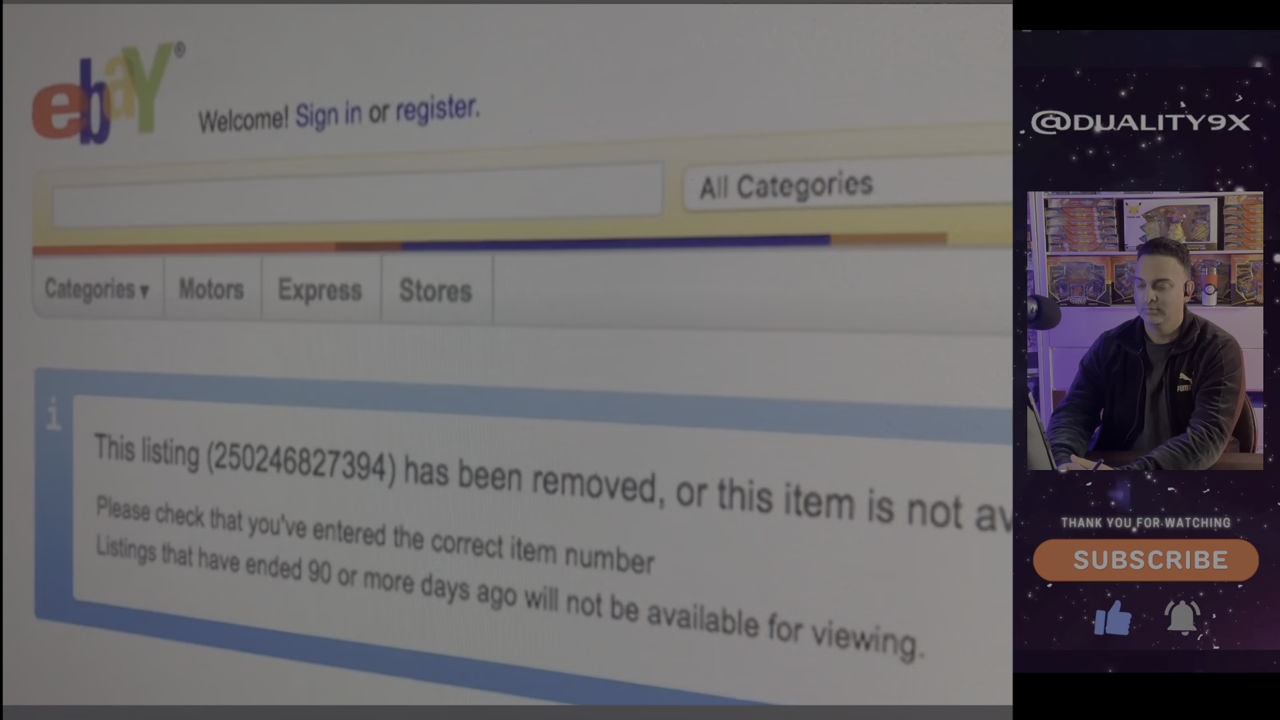 ebay®
Welcome! Sign in or register.
All Categories
Categories ▾ Motors Express Stores
i
This listing (250246827394) has been removed, or this item is not av
Please check that you've entered the correct item number
Listings that have ended 90 or more days ago will not be available for viewing.
@DUALITY9X
PUMA
THANK YOU FOR WATCHING
SUBSCRIBE